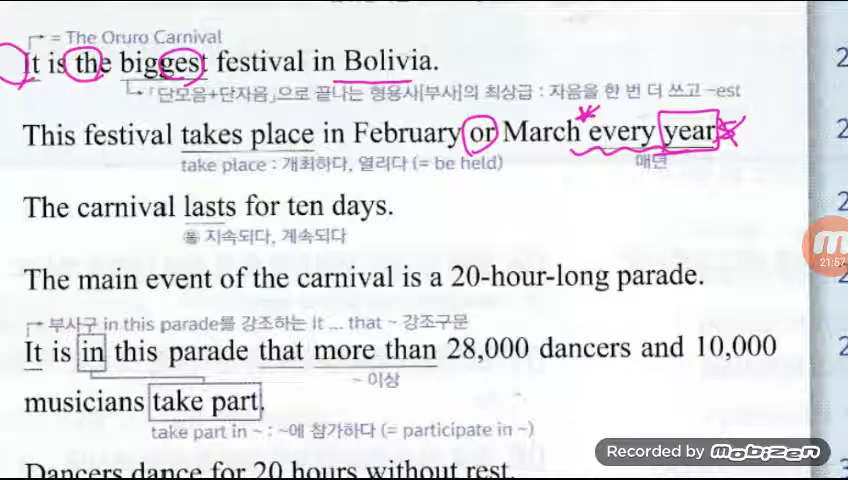 = The Oruro Carnival
It is the biggest festival in Bolivia.
「단모음+단자음」으로 끝나는 형용사[부사]의 최상급 : 자음을 한 번 더 쓰고 -est
This festival takes place in February or March every year
take place : 개최하다, 열리다 (= be held)
매년
The carnival lasts for ten days.
동 지속되다, 계속되다
The main event of the carnival is a 20-hour-long parade.
부사구 in this parade를 강조하는 It ... that ~ 강조구문
It is in this parade that more than 28,000 dancers and 10,000
~ 이상
musicians take part.
take part in ~ : ~에 참가하다 (= participate in ~)
Dancers dance for 20 hours without rest.
21:57
Recorded by Mobizen